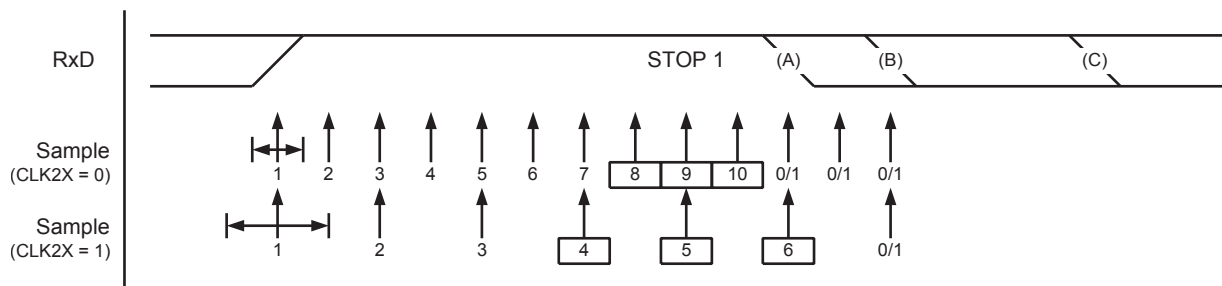 RxD STOP 1 (A) (B) (C)
Sample
(CLK2X = 0)
1 2 3 4 5 6 7 8 9 10 0/1 0/1 0/1
Sample
(CLK2X = 1)
1 2 3 4 5 6 0/1